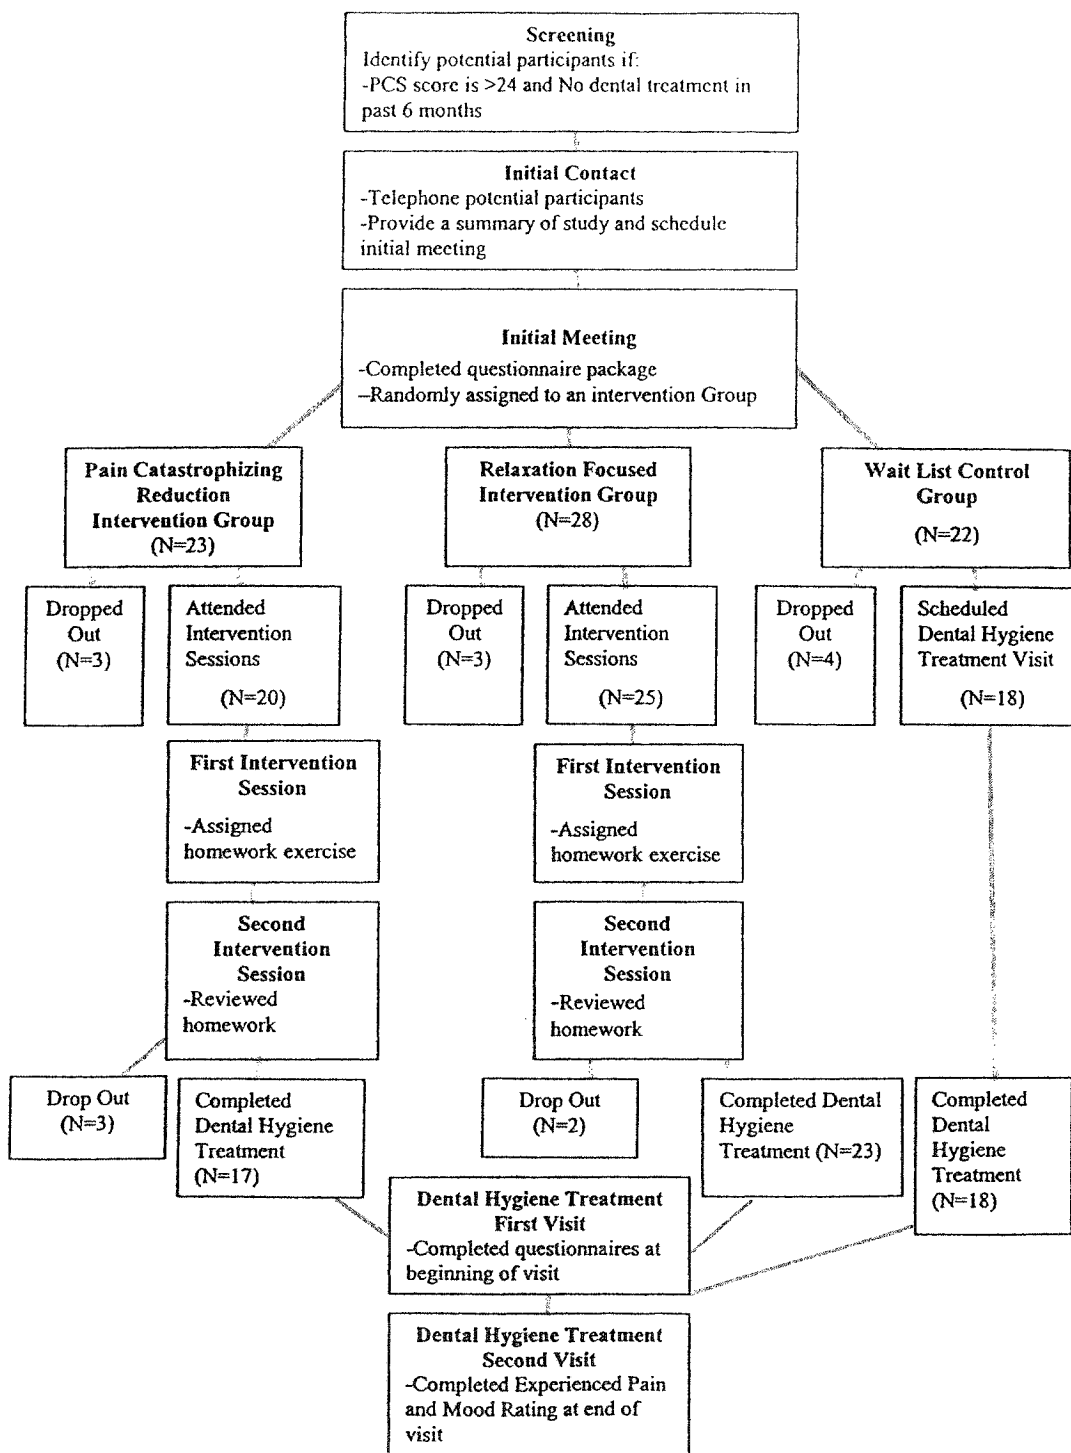 Screening
Identify potential participants if:
-PCS score is >24 and No dental treatment in
past 6 months
Initial Contact
-Telephone potential participants
-Provide a summary of study and schedule
initial meeting
Initial Meeting
-Completed questionnaire package
–Randomly assigned to an intervention Group
Pain Catastrophizing
Reduction
Intervention Group
(N=23)
Relaxation Focused
Intervention Group
(N=28)
Wait List Control
Group
(N=22)
Dropped
Out
(N=3)
Attended
Intervention
Sessions
(N=20)
Dropped
Out
(N=3)
Attended
Intervention
Sessions
(N=25)
Dropped
Out
(N=4)
Scheduled
Dental Hygiene
Treatment Visit
(N=18)
First Intervention
Session
-Assigned
homework exercise
First Intervention
Session
-Assigned
homework exercise
Second
Intervention
Session
-Reviewed
homework
Second
Intervention
Session
-Reviewed
homework
Drop Out
(N=3)
Completed
Dental Hygiene
Treatment
(N=17)
Drop Out
(N=2)
Completed Dental
Hygiene
Treatment (N=23)
Completed
Dental
Hygiene
Treatment
(N=18)
Dental Hygiene Treatment
First Visit
-Completed questionnaires at
beginning of visit
Dental Hygiene Treatment
Second Visit
-Completed Experienced Pain
and Mood Rating at end of
visit